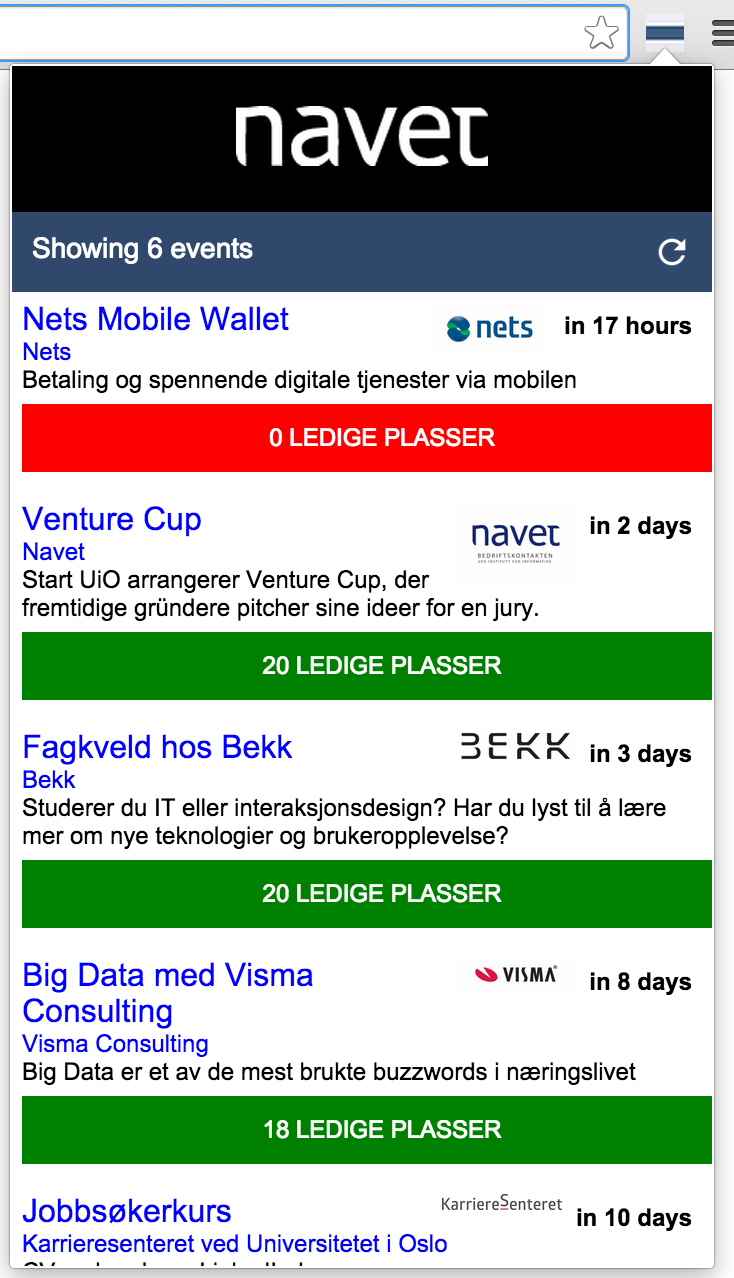 navet
Showing 6 events
Nets Mobile Wallet
nets
in 17 hours
Nets
Betaling og spennende digitale tjenester via mobilen
0 LEDIGE PLASSER
Venture Cup
navet
BEDRIFTSKONTAKTEN
VED INSTITUTT FOR INFORMATIKK
in 2 days
Navet
Start UiO arrangerer Venture Cup, der
fremtidige gründere pitcher sine ideer for en jury.
20 LEDIGE PLASSER
Fagkveld hos Bekk
BEKK
in 3 days
Bekk
Studerer du IT eller interaksjonsdesign? Har du lyst til å lære
mer om nye teknologier og brukeropplevelse?
20 LEDIGE PLASSER
Big Data med Visma
Consulting
VISMA
in 8 days
Visma Consulting
Big Data er et av de mest brukte buzzwords i næringslivet
18 LEDIGE PLASSER
Jobbsøkerkurs
KarriereSenteret
in 10 days
Karrieresenteret ved Universitetet i Oslo